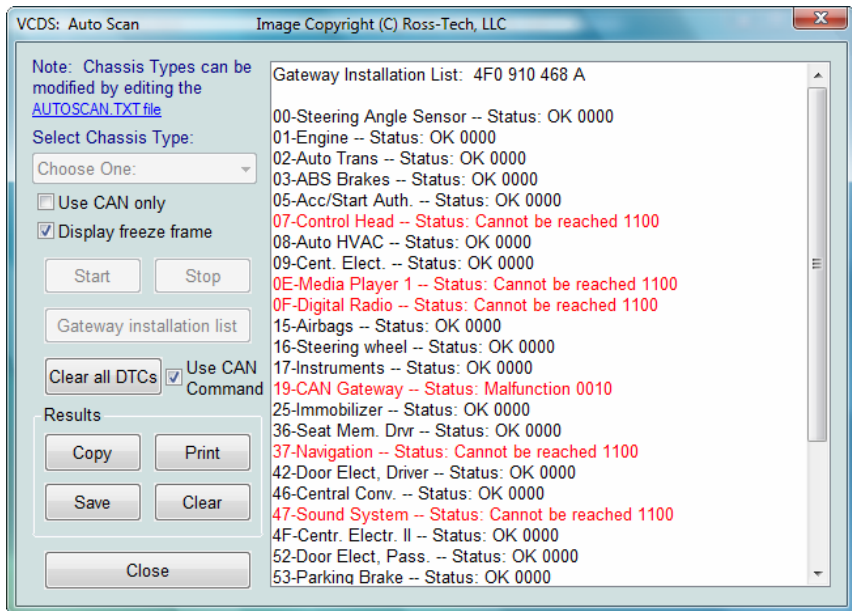 VCDS: Auto Scan
Image Copyright (C) Ross-Tech, LLC
Note: Chassis Types can be
modified by editing the
AUTOSCAN.TXT file
Select Chassis Type:
Choose One:
Use CAN only
Display freeze frame
Start
Stop
Gateway installation list
Clear all DTCs
Use CAN
Command
Results
Copy
Print
Save
Clear
Close
Gateway Installation List: 4F0 910 468 A
00-Steering Angle Sensor -- Status: OK 0000
01-Engine -- Status: OK 0000
02-Auto Trans -- Status: OK 0000
03-ABS Brakes -- Status: OK 0000
05-Acc/Start Auth. -- Status: OK 0000
07-Control Head -- Status: Cannot be reached 1100
08-Auto HVAC -- Status: OK 0000
09-Cent. Elect. -- Status: OK 0000
0E-Media Player 1 -- Status: Cannot be reached 1100
0F-Digital Radio -- Status: Cannot be reached 1100
15-Airbags -- Status: OK 0000
16-Steering wheel -- Status: OK 0000
17-Instruments -- Status: OK 0000
19-CAN Gateway -- Status: Malfunction 0010
25-Immobilizer -- Status: OK 0000
36-Seat Mem. Drvr -- Status: OK 0000
37-Navigation -- Status: Cannot be reached 1100
42-Door Elect, Driver -- Status: OK 0000
46-Central Conv. -- Status: OK 0000
47-Sound System -- Status: Cannot be reached 1100
4F-Centr. Electr. II -- Status: OK 0000
52-Door Elect, Pass. -- Status: OK 0000
53-Parking Brake -- Status: OK 0000